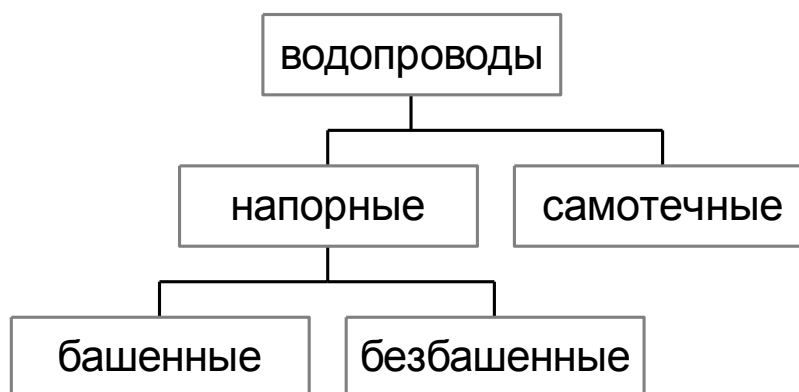 водопроводы
напорные
самотечные
башенные
безбашенные